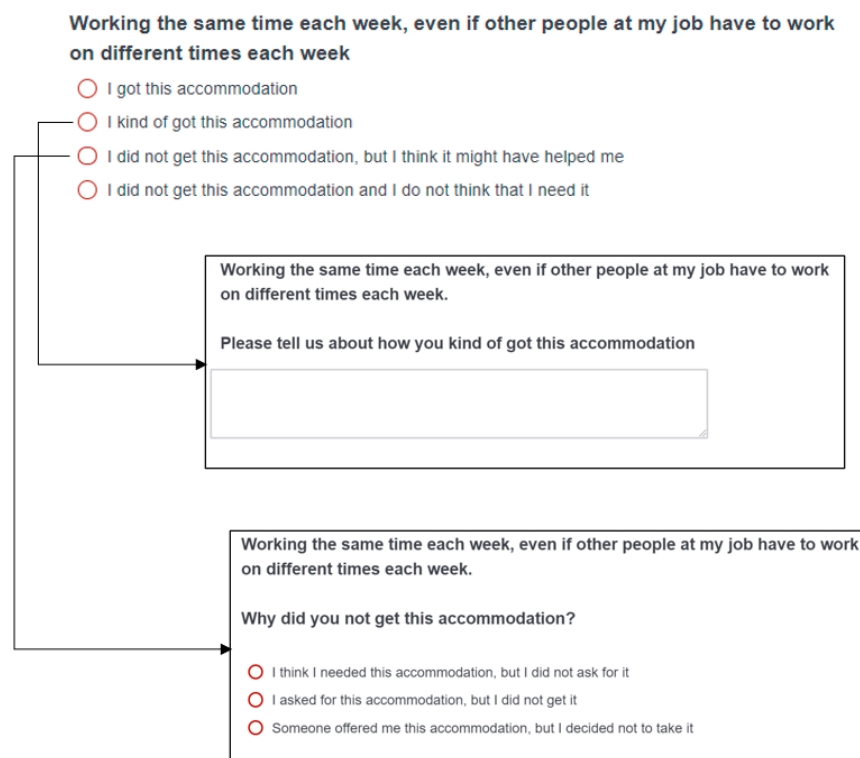 Working the same time each week, even if other people at my job have to work
on different times each week
I got this accommodation
I kind of got this accommodation
I did not get this accommodation, but I think it might have helped me
I did not get this accommodation and I do not think that I need it
Working the same time each week, even if other people at my job have to work
on different times each week.
Please tell us about how you kind of got this accommodation
Working the same time each week, even if other people at my job have to work
on different times each week.
Why did you not get this accommodation?
I think I needed this accommodation, but I did not ask for it
I asked for this accommodation, but I did not get it
Someone offered me this accommodation, but I decided not to take it